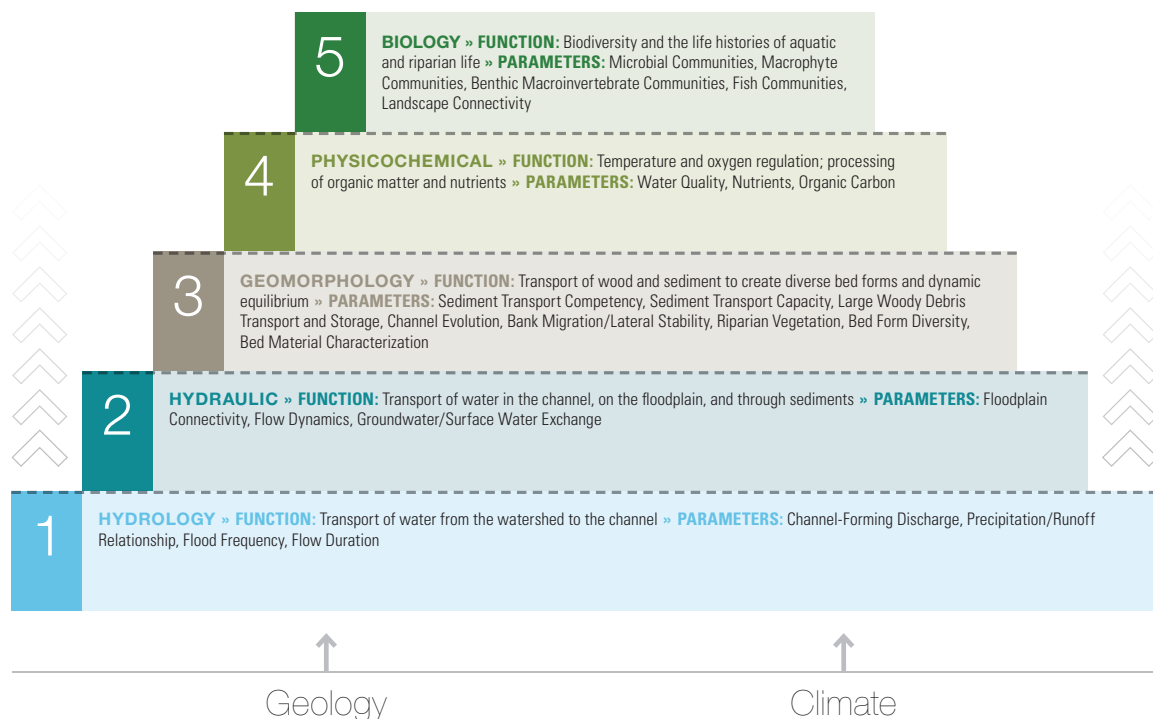 5
BIOLOGY » FUNCTION: Biodiversity and the life histories of aquatic
and riparian life » PARAMETERS: Microbial Communities, Macrophyte
Communities, Benthic Macroinvertebrate Communities, Fish Communities,
Landscape Connectivity
4
PHYSICOCHEMICAL » FUNCTION: Temperature and oxygen regulation; processing
of organic matter and nutrients » PARAMETERS: Water Quality, Nutrients, Organic Carbon
3
GEOMORPHOLOGY » FUNCTION: Transport of wood and sediment to create diverse bed forms and dynamic
equilibrium » PARAMETERS: Sediment Transport Competency, Sediment Transport Capacity, Large Woody Debris
Transport and Storage, Channel Evolution, Bank Migration/Lateral Stability, Riparian Vegetation, Bed Form Diversity,
Bed Material Characterization
2
HYDRAULIC » FUNCTION: Transport of water in the channel, on the floodplain, and through sediments » PARAMETERS: Floodplain
Connectivity, Flow Dynamics, Groundwater/Surface Water Exchange
1
HYDROLOGY » FUNCTION: Transport of water from the watershed to the channel » PARAMETERS: Channel-Forming Discharge, Precipitation/Runoff
Relationship, Flood Frequency, Flow Duration
Geology
Climate